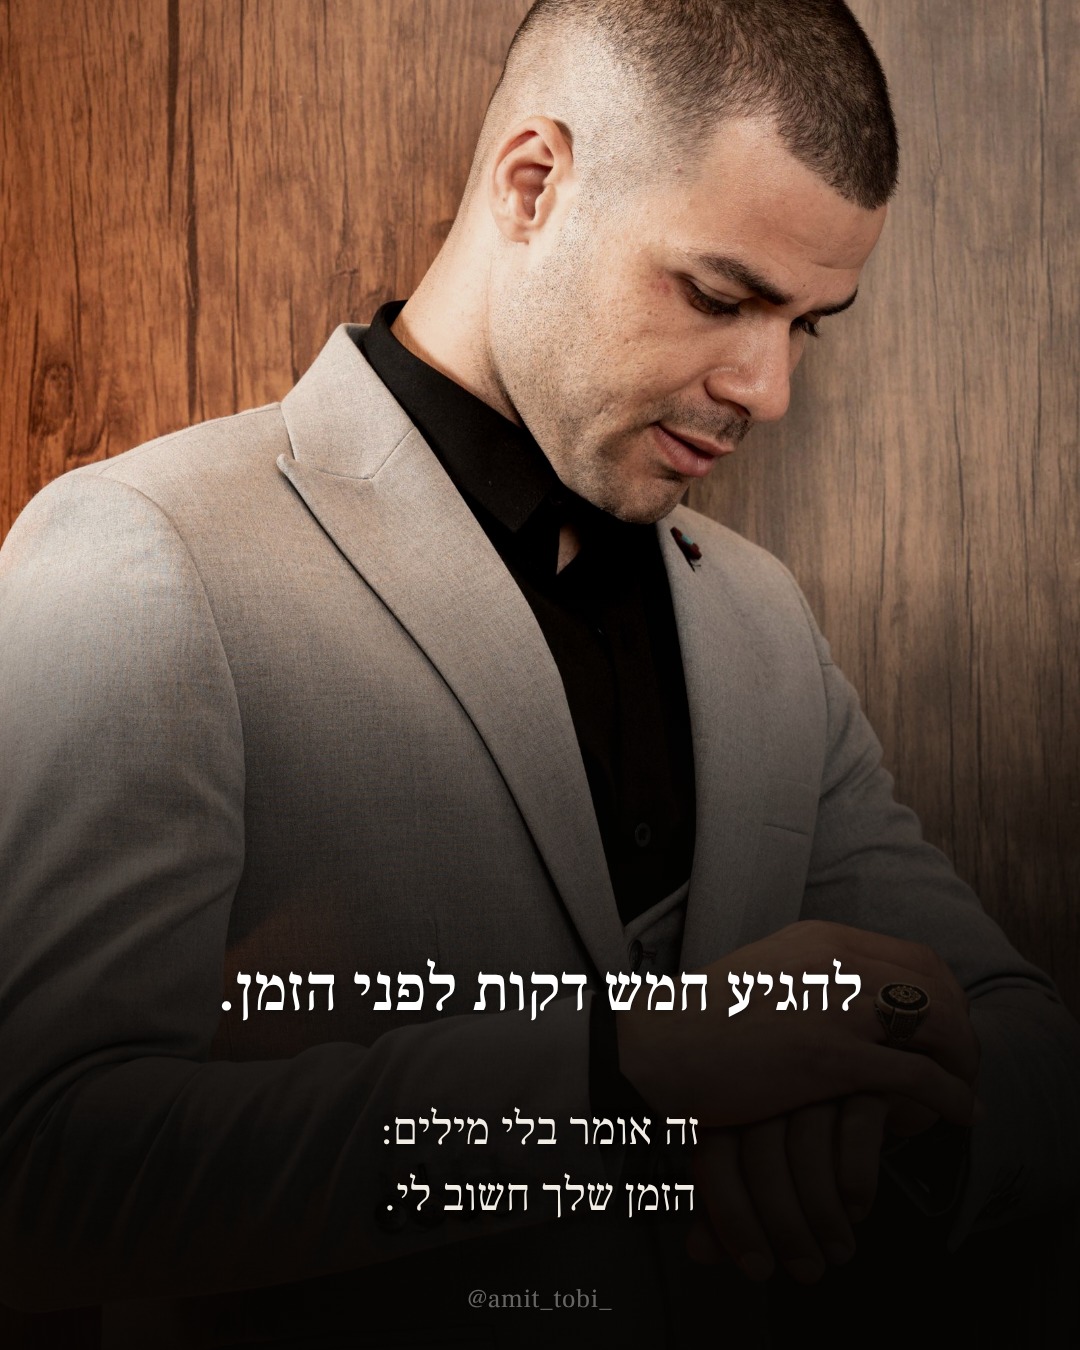 להגיע חמש דקות לפני הזמן.
זה אומר בלי מילים:
הזמן שלך חשוב לי.
@amit_tobi_